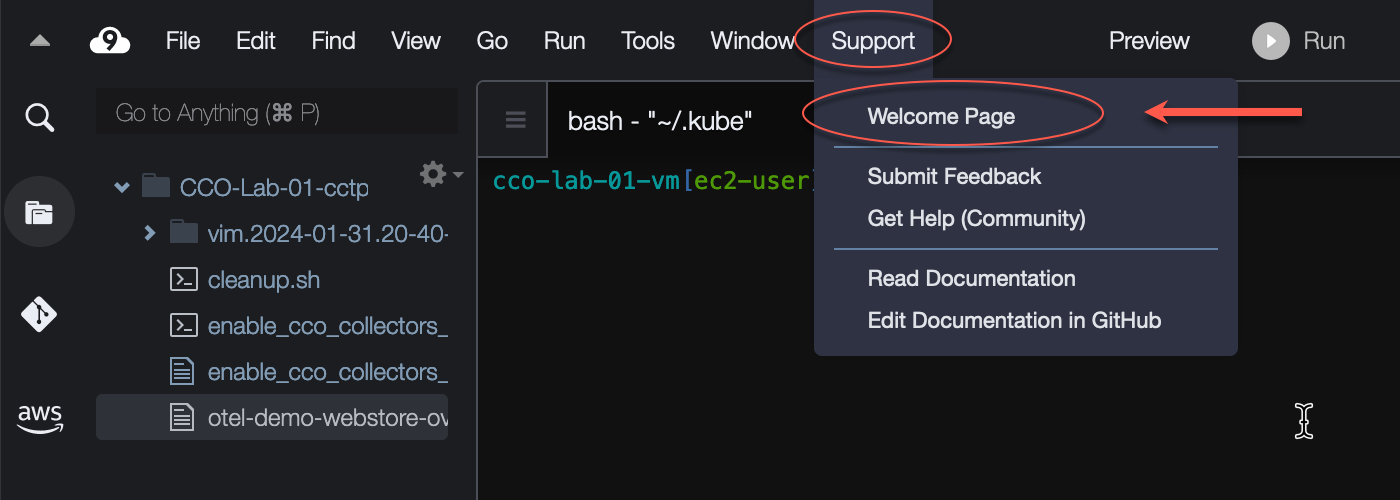 9 File Edit Find View Go Run Tools Window Support Preview Run
Go to Anything (⌘ P)
bash - "~/.kube"
Welcome Page
Submit Feedback
Get Help (Community)
Read Documentation
Edit Documentation in GitHub
CCO-Lab-01-cctp
vim.2024-01-31.20-40-
cleanup.sh
enable_cco_collectors_
enable_cco_collectors_
otel-demo-webstore-ov
aws
cco-lab-01-vm[ec2-user]